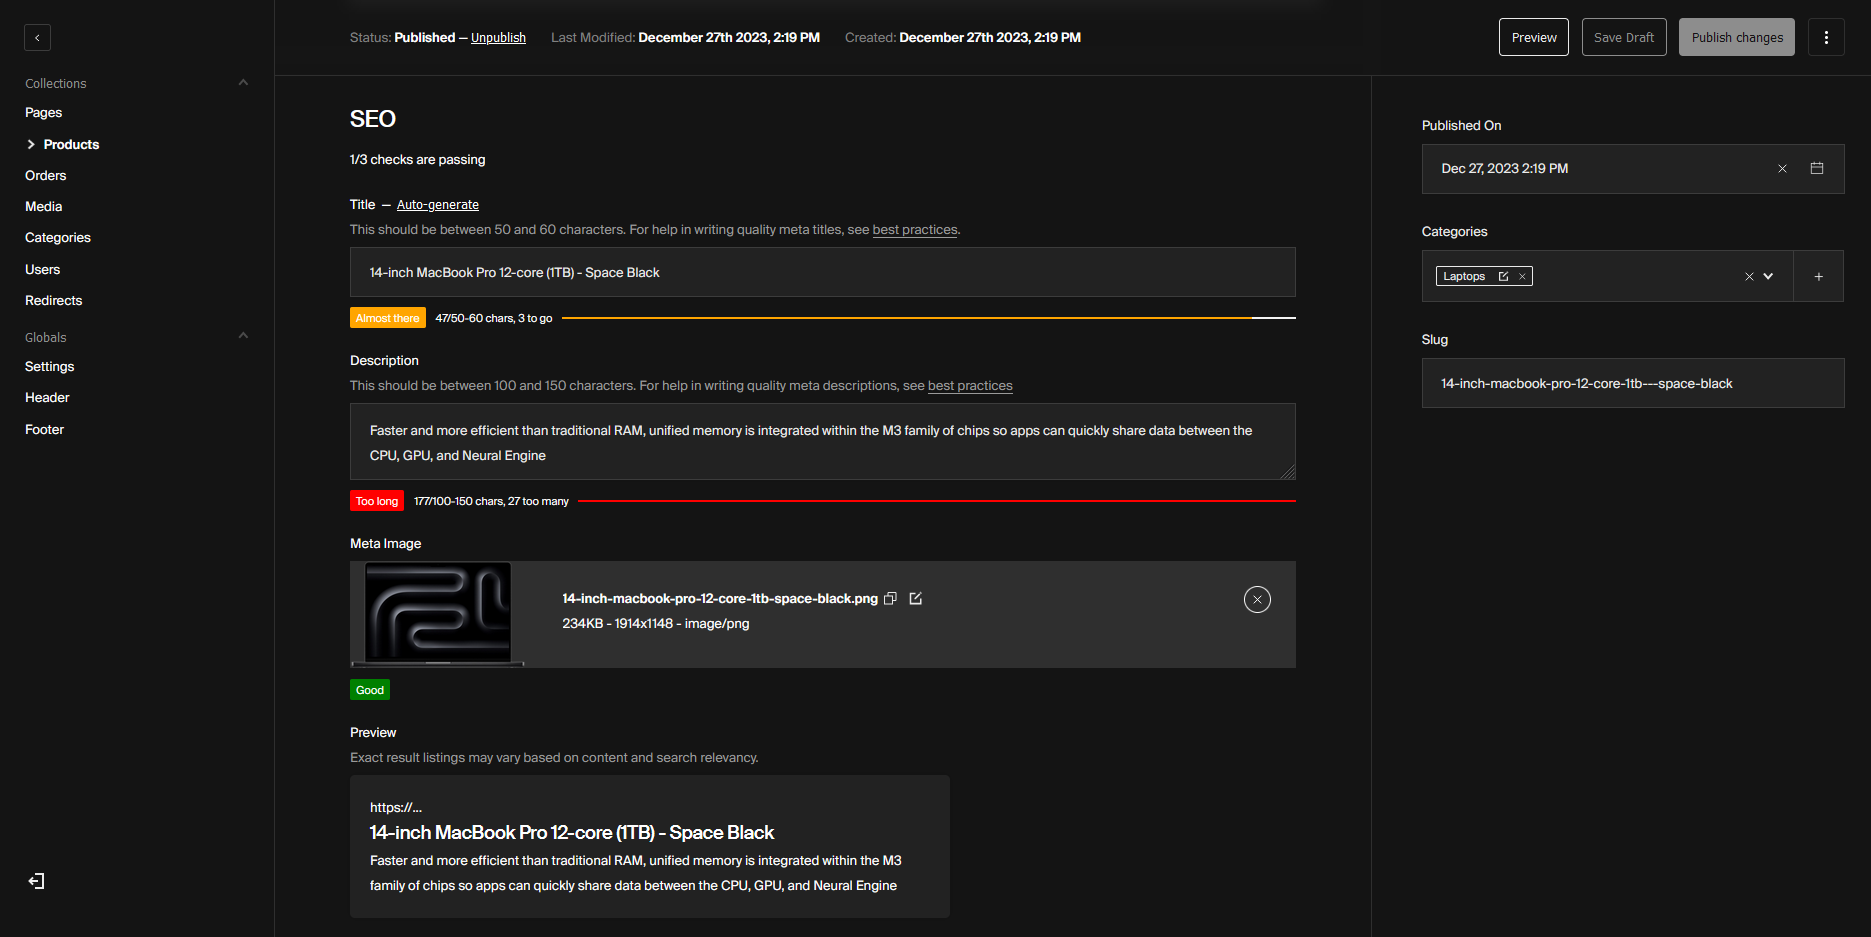 Status: Published — Unpublish
Last Modified: December 27th 2023, 2:19 PM
Created: December 27th 2023, 2:19 PM
Preview
Save Draft
Publish changes
Collections
Pages
Products
Orders
Media
Categories
Users
Redirects
Globals
Settings
Header
Footer
SEO
1/3 checks are passing
Title — Auto-generate
This should be between 50 and 60 characters. For help in writing quality meta titles, see best practices.
14-inch MacBook Pro 12-core (1TB) - Space Black
Almost there 47/50-60 chars, 3 to go
Description
This should be between 100 and 150 characters. For help in writing quality meta descriptions, see best practices
Faster and more efficient than traditional RAM, unified memory is integrated within the M3 family of chips so apps can quickly share data between the
CPU, GPU, and Neural Engine
Too long 177/100-150 chars, 27 too many
Meta Image
14-inch-macbook-pro-12-core-1tb-space-black.png
234KB - 1914x1148 - image/png
Good
Preview
Exact result listings may vary based on content and search relevancy.
https://...
14-inch MacBook Pro 12-core (1TB) - Space Black
Faster and more efficient than traditional RAM, unified memory is integrated within the M3
family of chips so apps can quickly share data between the CPU, GPU, and Neural Engine
Published On
Dec 27, 2023 2:19 PM
Categories
Laptops
Slug
14-inch-macbook-pro-12-core-1tb---space-black